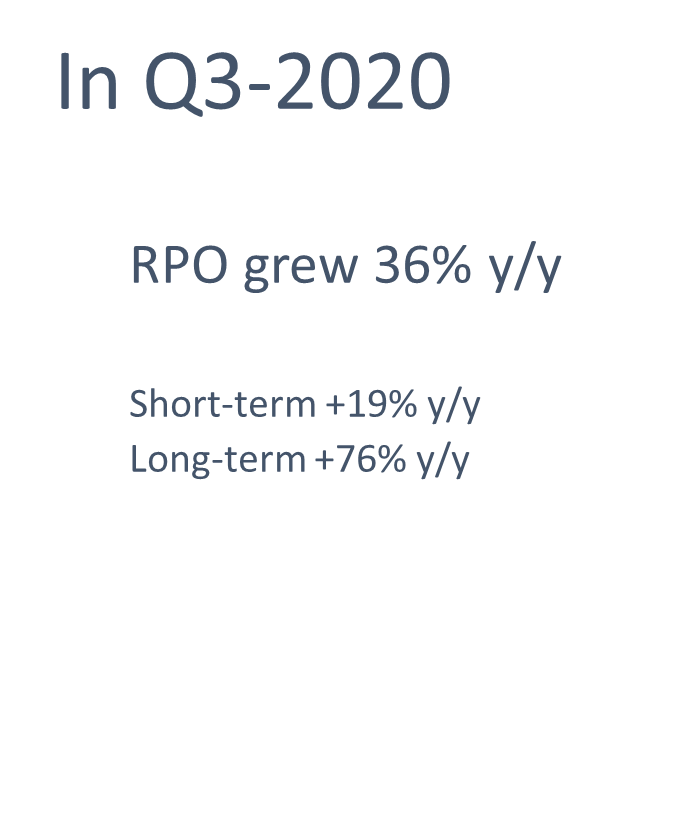 In Q3-2020
RPO grew 36% y/y
Short-term +19% y/y
Long-term +76% y/y